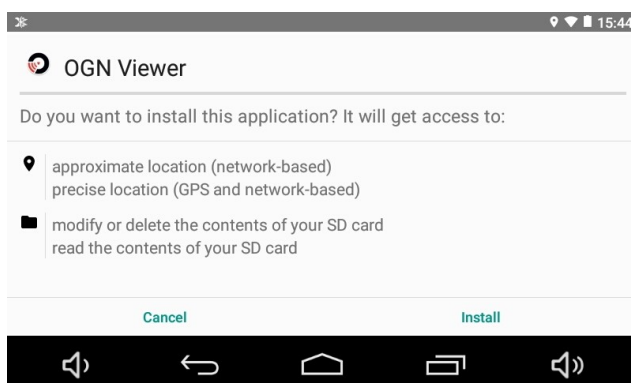 15:44
OGN Viewer
Do you want to install this application? It will get access to:
approximate location (network-based)
precise location (GPS and network-based)
modify or delete the contents of your SD card
read the contents of your SD card
Cancel Install